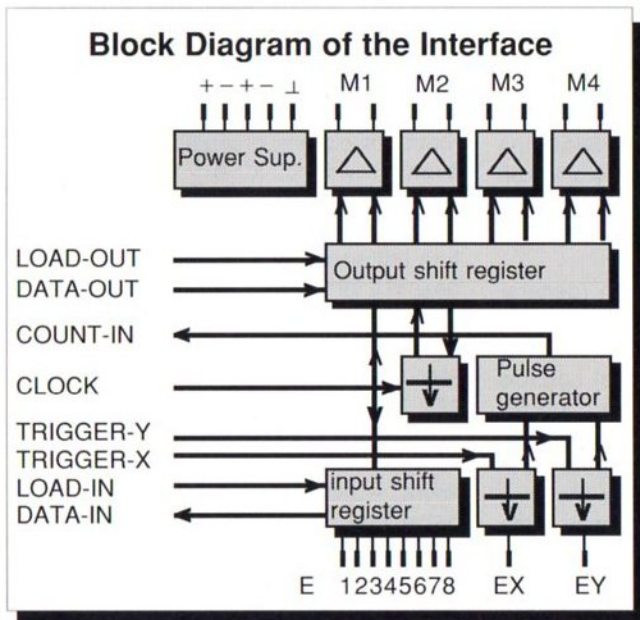 Block Diagram of the Interface
+ − + − ⊥ M1 M2 M3 M4
Power Sup.
LOAD-OUT
DATA-OUT
Output shift register
COUNT-IN
CLOCK
Pulse
generator
TRIGGER-Y
TRIGGER-X
LOAD-IN
DATA-IN
input shift
register
E 12345678 EX EY